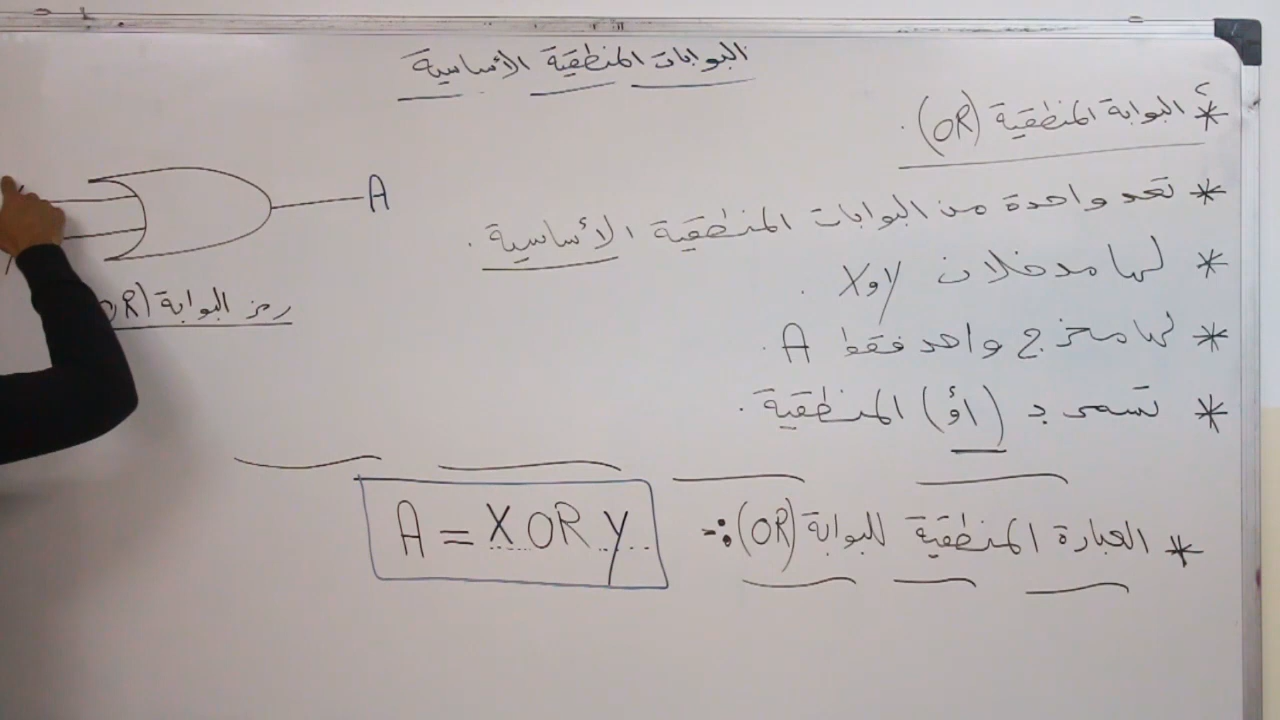 البوابات المنطقية الأساسية
* البوابة المنطقية (OR).
* تعد واحدة من البوابات المنطقية الأساسية.
* لها مدخلان X و y.
* لها مخرج واحد فقط A.
* تسمى بـ (أو) المنطقية.
* العبارة المنطقية للبوابة (OR):-
A = X OR y
A
رمز البوابة (OR